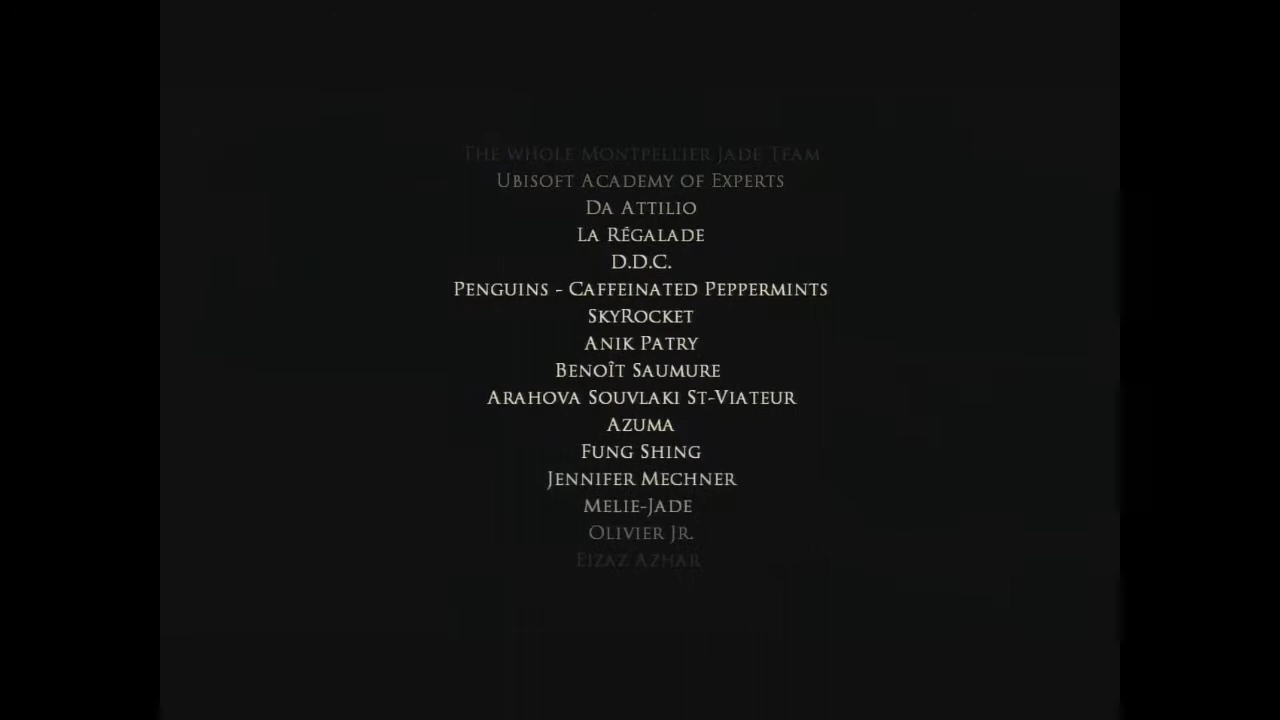 The whole Montpellier Jade Team
Ubisoft Academy of Experts
Da Attilio
La Régalade
D.D.C.
Penguins - Caffeinated Peppermints
SkyRocket
Anik Patry
Benoît Saumure
Arahova Souvlaki St-Viateur
Azuma
Fung Shing
Jennifer Mechner
Melie-Jade
Olivier Jr.
Eizaz Azhar